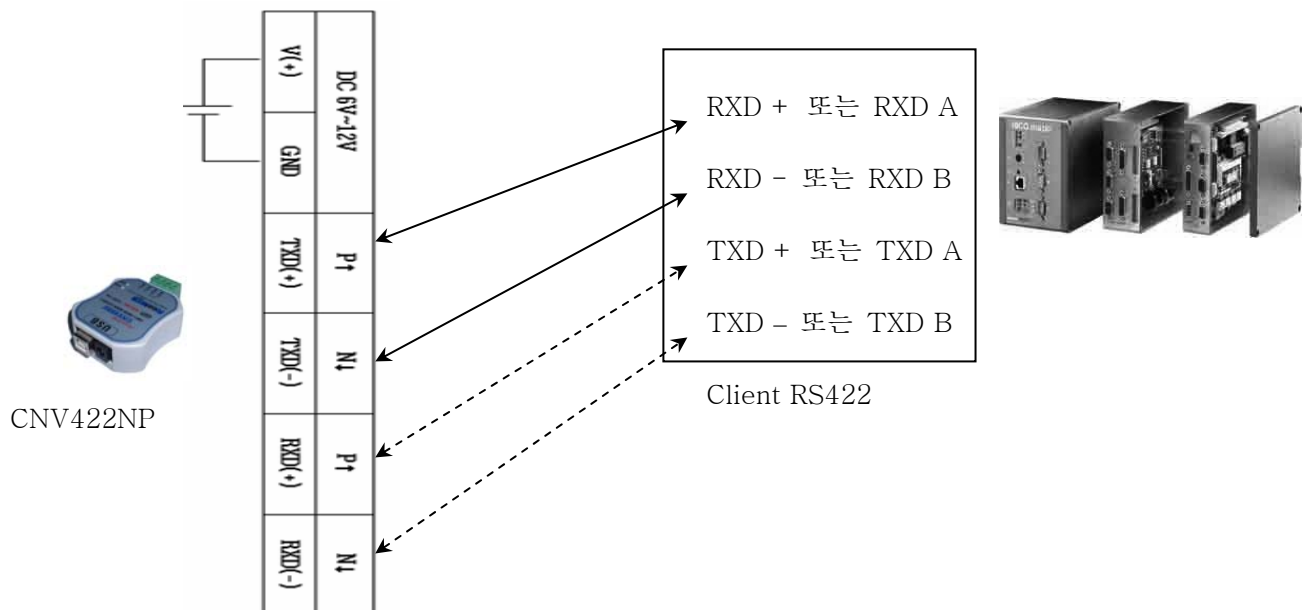 V(+)
GND
DC 6V~12V
TXD(+)
P↑
TXD(-)
N↓
RXD(+)
P↑
RXD(-)
N↓
USB
CNV422NP
RXD + 또는 RXD A
RXD - 또는 RXD B
TXD + 또는 TXD A
TXD – 또는 TXD B
Client RS422